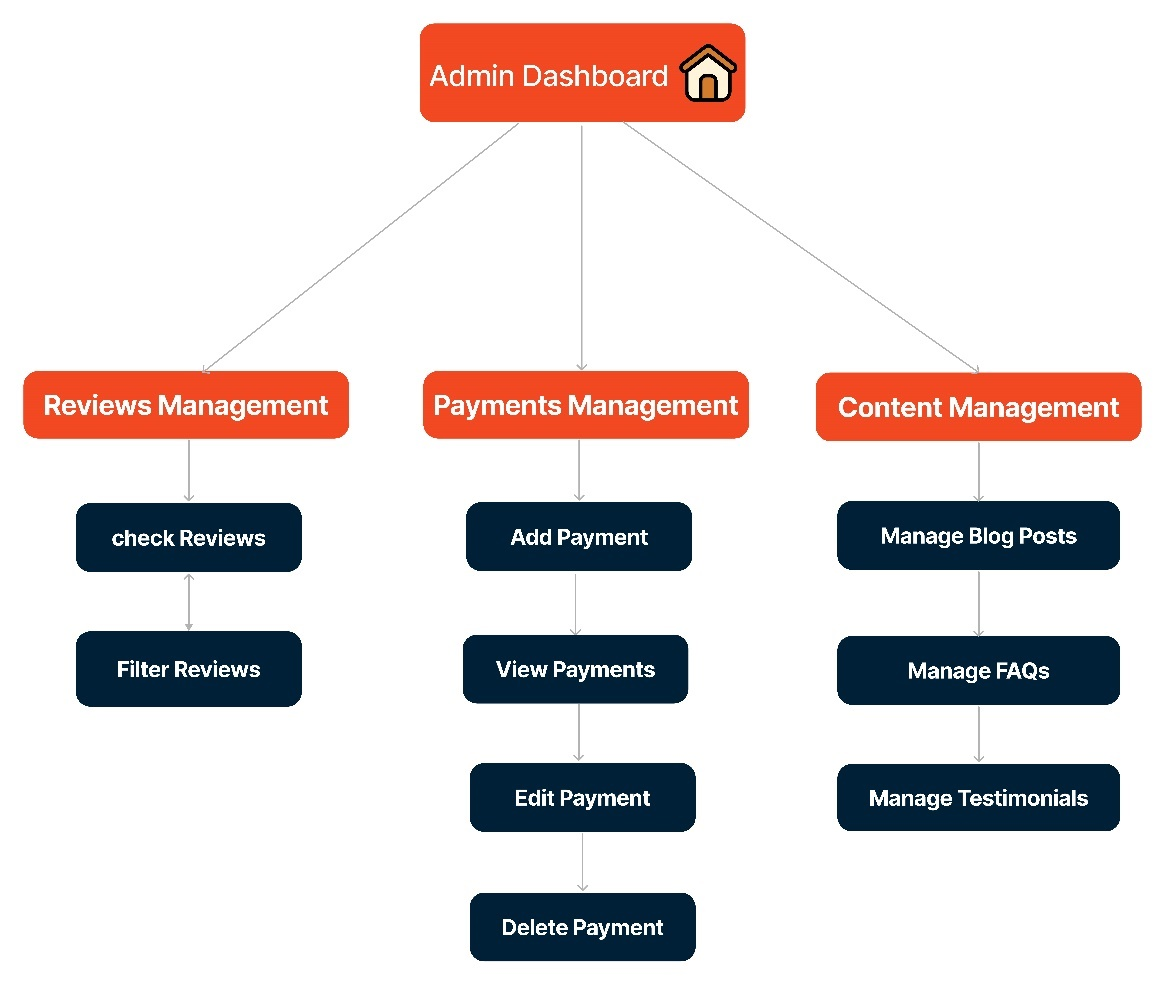 Admin Dashboard
Reviews Management
check Reviews
Filter Reviews
Payments Management
Add Payment
View Payments
Edit Payment
Delete Payment
Content Management
Manage Blog Posts
Manage FAQs
Manage Testimonials